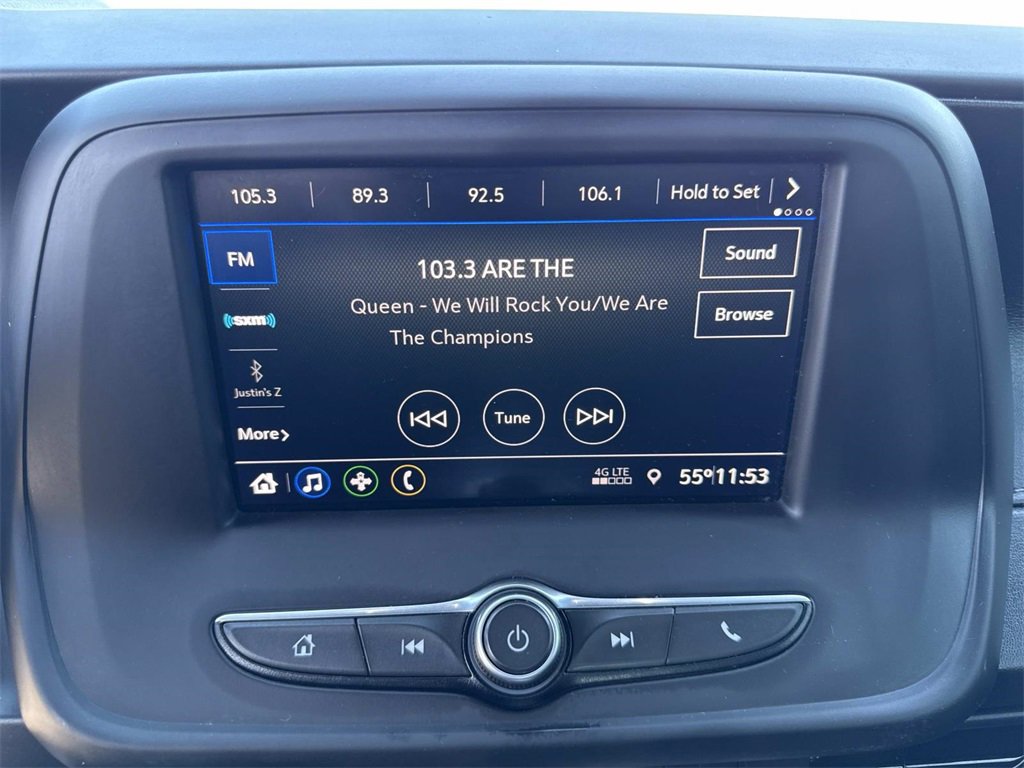 105.3 89.3 92.5 106.1 Hold to Set
FM
103.3 ARE THE
Sound
Queen - We Will Rock You/We Are
The Champions
Browse
sxm
Justin's Z
More
Tune
4G LTE
55° 11:53